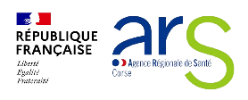 RÉPUBLIQUE
FRANÇAISE
Liberté
Égalité
Fraternité
ars
Agence Régionale de Santé
Corse